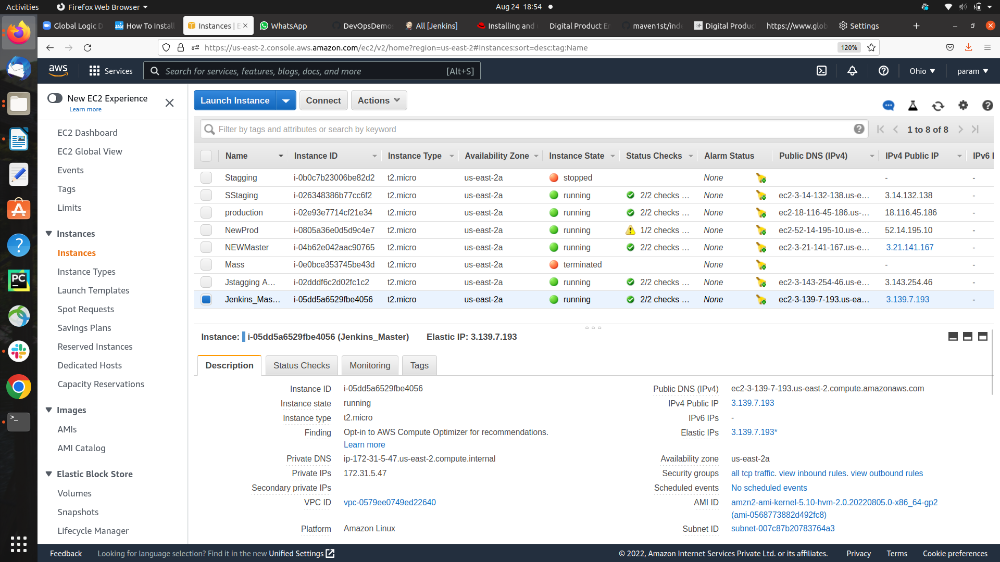 Activities
Firefox Web Browser
Aug 24 18:54
Global Logic D
How To Instal
Instances | E
WhatsApp
DevOpsDemo
All [Jenkins]
Installing and
Digital Product E
maven1st/inde
Digital Produc
https://www.glob
Settings
https://us-east-2.console.aws.amazon.com/ec2/v2/home?region=us-east-2#Instances:sort=desc:tag:Name
120%
aws
Services
Search for services, features, blogs, docs, and more
[Alt+S]
Ohio
param
New EC2 Experience
Learn more
EC2 Dashboard
EC2 Global View
Events
Tags
Limits
Instances
Instances
Instance Types
Launch Templates
Spot Requests
Savings Plans
Reserved Instances
Dedicated Hosts
Capacity Reservations
Images
AMIs
AMI Catalog
Elastic Block Store
Volumes
Snapshots
Lifecycle Manager
Launch Instance
Connect
Actions
Filter by tags and attributes or search by keyword
1 to 8 of 8
Name Instance ID Instance Type Availability Zone Instance State Status Checks Alarm Status Public DNS (IPv4) IPv4 Public IP IPv6 I
Stagging i-0b0c7b23006be82d2 t2.micro us-east-2a stopped None - -
SStaging i-026348386b77cc6f2 t2.micro us-east-2a running 2/2 checks ... None ec2-3-14-132-138.us-e... 3.14.132.138 -
production i-02e93e7714cf21e34 t2.micro us-east-2a running 2/2 checks ... None ec2-18-116-45-186.us-... 18.116.45.186 -
NewProd i-0805a36e0d5d9c4e7 t2.micro us-east-2a running 1/2 checks ... None ec2-52-14-195-10.us-e... 52.14.195.10 -
NEWMaster i-04b62e042aac90765 t2.micro us-east-2a running 2/2 checks ... None ec2-3-21-141-167.us-e... 3.21.141.167 -
Mass i-0e0bce353745be43d t2.micro us-east-2a terminated None - -
Jstagging A... i-02dddf6c2d02fc1c2 t2.micro us-east-2a running 2/2 checks ... None ec2-3-143-254-46.us-e... 3.143.254.46 -
Jenkins_Mas... i-05dd5a6529fbe4056 t2.micro us-east-2a running 2/2 checks ... None ec2-3-139-7-193.us-ea... 3.139.7.193 -
Instance: i-05dd5a6529fbe4056 (Jenkins_Master) Elastic IP: 3.139.7.193
Description
Status Checks
Monitoring
Tags
Instance ID i-05dd5a6529fbe4056
Instance state running
Instance type t2.micro
Finding Opt-in to AWS Compute Optimizer for recommendations.
Learn more
Private DNS ip-172-31-5-47.us-east-2.compute.internal
Private IPs 172.31.5.47
Secondary private IPs
VPC ID vpc-0579ee0749ed22640
Platform Amazon Linux
Public DNS (IPv4) ec2-3-139-7-193.us-east-2.compute.amazonaws.com
IPv4 Public IP 3.139.7.193
IPv6 IPs -
Elastic IPs 3.139.7.193*
Availability zone us-east-2a
Security groups all tcp traffic. view inbound rules. view outbound rules
Scheduled events No scheduled events
AMI ID amzn2-ami-kernel-5.10-hvm-2.0.20220805.0-x86_64-gp2
(ami-0568773882d492fc8)
Subnet ID subnet-007c87b20783764a3
PC
Feedback
Looking for language selection? Find it in the new Unified Settings
© 2022, Amazon Internet Services Private Ltd. or its affiliates.
Privacy
Terms
Cookie preferences